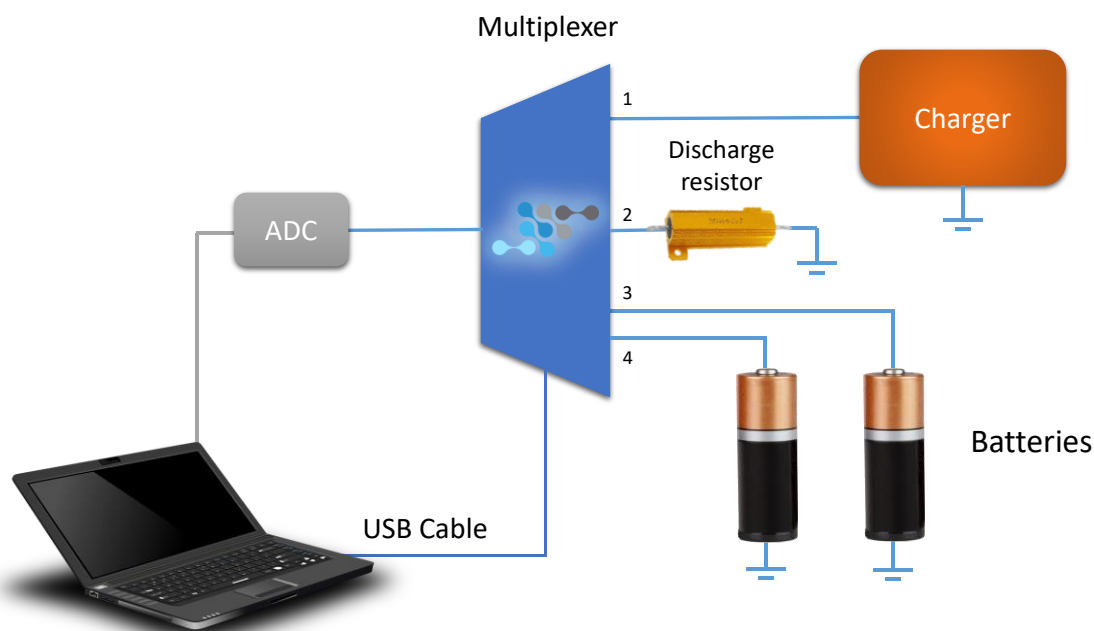 Multiplexer
1
Charger
Discharge
resistor
2
ADC
3
4
Batteries
USB Cable